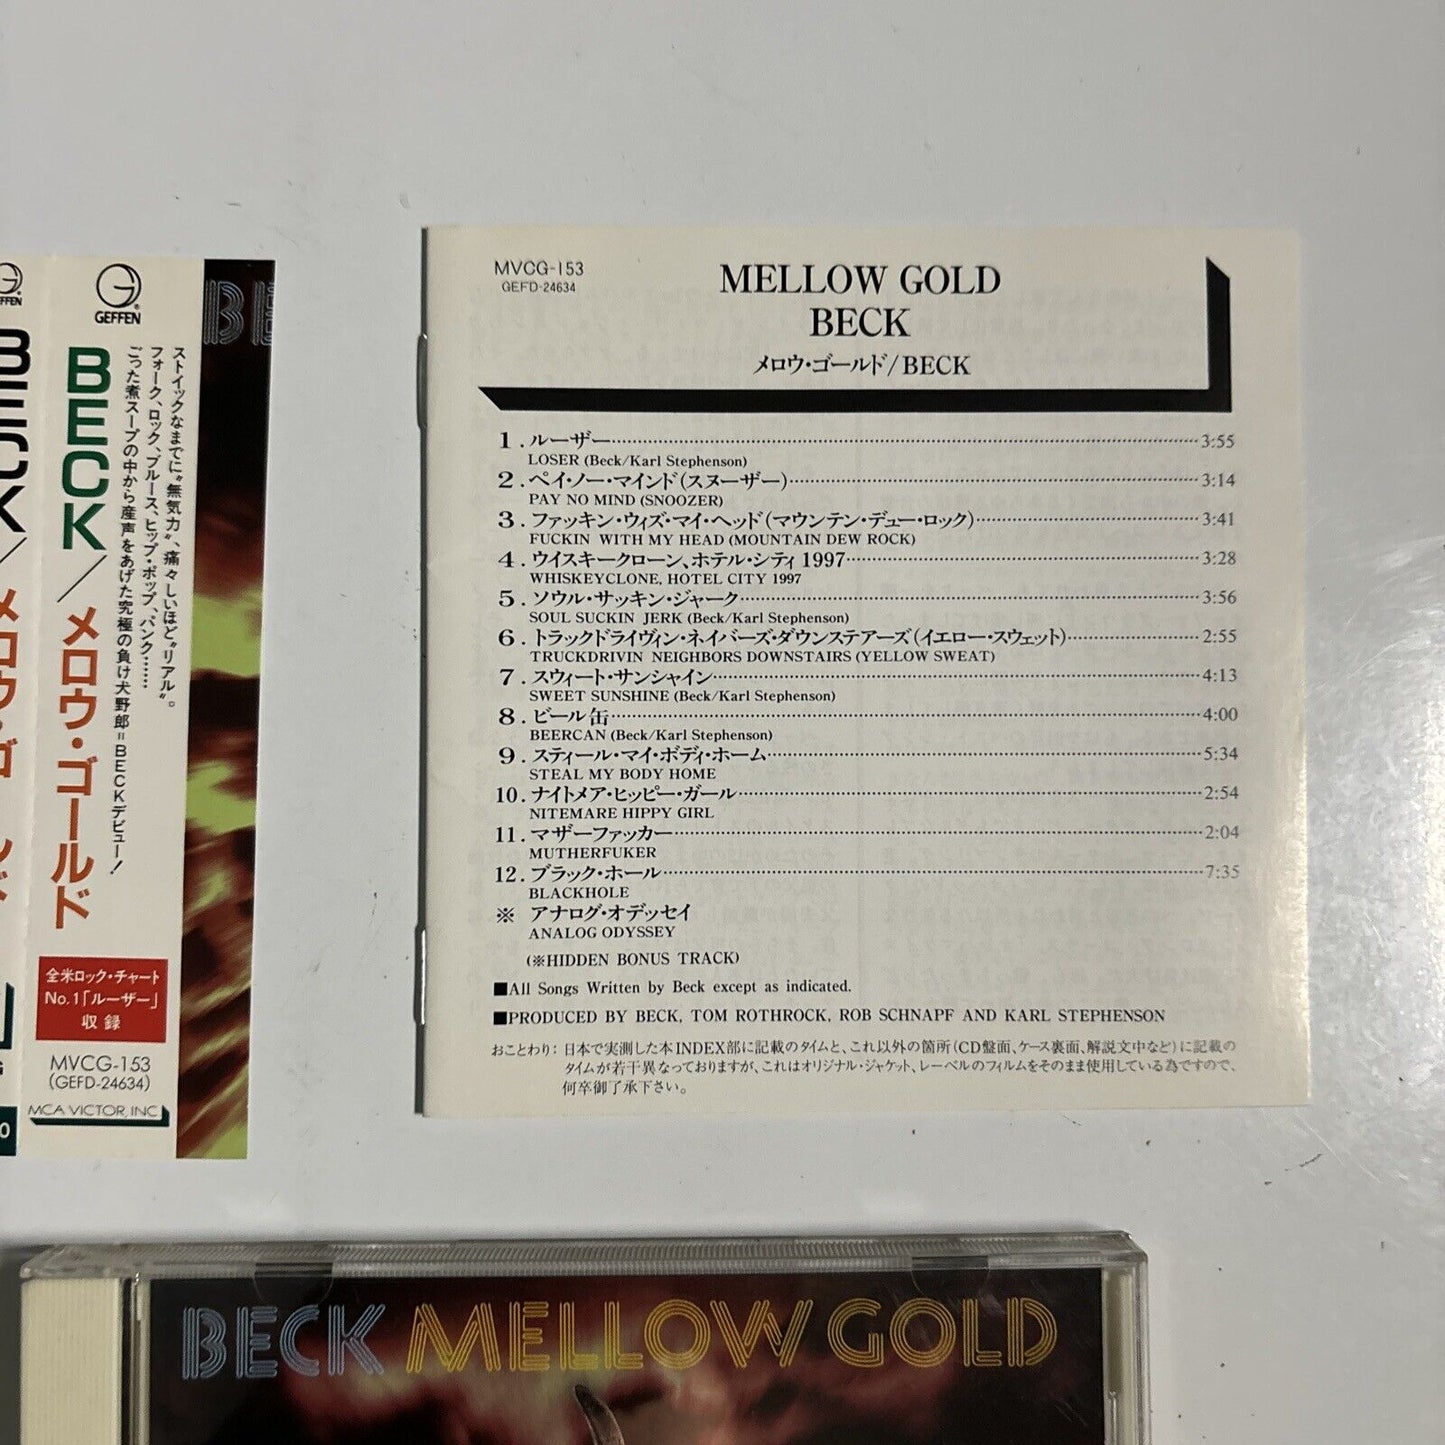 GEFFEN
BECK/メロウ・ゴールド
GEFFEN
BECK/メロウ・ゴールド
ストイックなまでに“無気力”、痛々しいほど“リアル”。
フォーク、ロック、ブルース、ヒップ・ポップ、パンク……
ごった煮スープの中から産声をあげた究極の負け犬野郎=BECKデビュー!
全米ロック・チャート
No.1「ルーザー」
収録
MVCG-153
(GEFD-24634)
MCA VICTOR, INC
BE
MVCG-153
GEFD-24634
MELLOW GOLD
BECK
メロウ・ゴールド/BECK
1. ルーザー 3:55
LOSER (Beck/Karl Stephenson)
2. ペイ・ノー・マインド(スヌーザー) 3:14
PAY NO MIND (SNOOZER)
3. ファッキン・ウィズ・マイ・ヘッド(マウンテン・デュー・ロック) 3:41
FUCKIN WITH MY HEAD (MOUNTAIN DEW ROCK)
4. ウイスキークローン、ホテル・シティ 1997 3:28
WHISKEYCLONE, HOTEL CITY 1997
5. ソウル・サッキン・ジャーク 3:56
SOUL SUCKIN JERK (Beck/Karl Stephenson)
6. トラックドライヴィン・ネイバーズ・ダウンステアーズ(イエロー・スウェット) 2:55
TRUCKDRIVIN NEIGHBORS DOWNSTAIRS (YELLOW SWEAT)
7. スウィート・サンシャイン 4:13
SWEET SUNSHINE (Beck/Karl Stephenson)
8. ビール缶 4:00
BEERCAN (Beck/Karl Stephenson)
9. スティール・マイ・ボディ・ホーム 5:34
STEAL MY BODY HOME
10. ナイトメア・ヒッピー・ガール 2:54
NITEMARE HIPPY GIRL
11. マザーファッカー 2:04
MUTHERFUKER
12. ブラック・ホール 7:35
BLACKHOLE
※ アナログ・オデッセイ
ANALOG ODYSSEY
(※HIDDEN BONUS TRACK)
■All Songs Written by Beck except as indicated.
■PRODUCED BY BECK, TOM ROTHROCK, ROB SCHNAPF AND KARL STEPHENSON
おことわり:日本で実測した本INDEX部に記載のタイムと、これ以外の箇所(CD盤面、ケース裏面、解説文中など)に記載の
タイムが若干異なっておりますが、これはオリジナル・ジャケット、レーベルのフィルムをそのまま使用している為ですので、
何卒御了承下さい。
BECK MELLOW GOLD